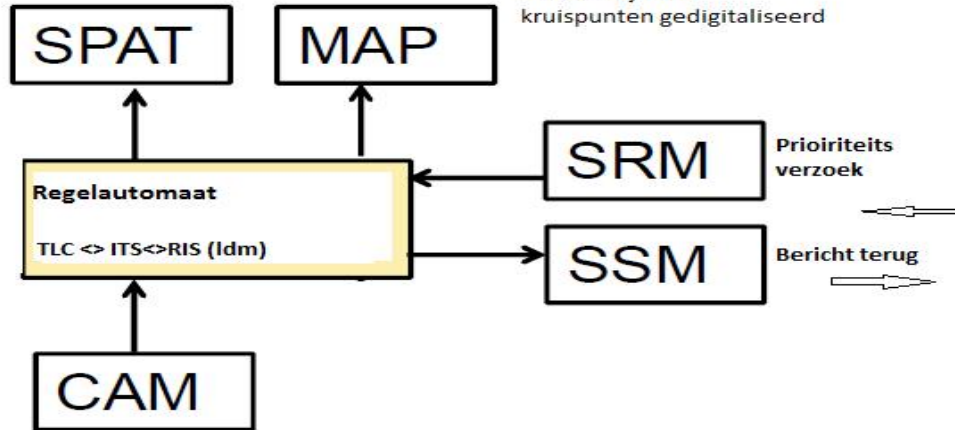 kruispunten gedigitaliseerd
SPAT
MAP
SRM
Prioiriteits
verzoek
Regelautomaat
TLC <> ITS<>RIS (ldm)
SSM
Bericht terug
CAM